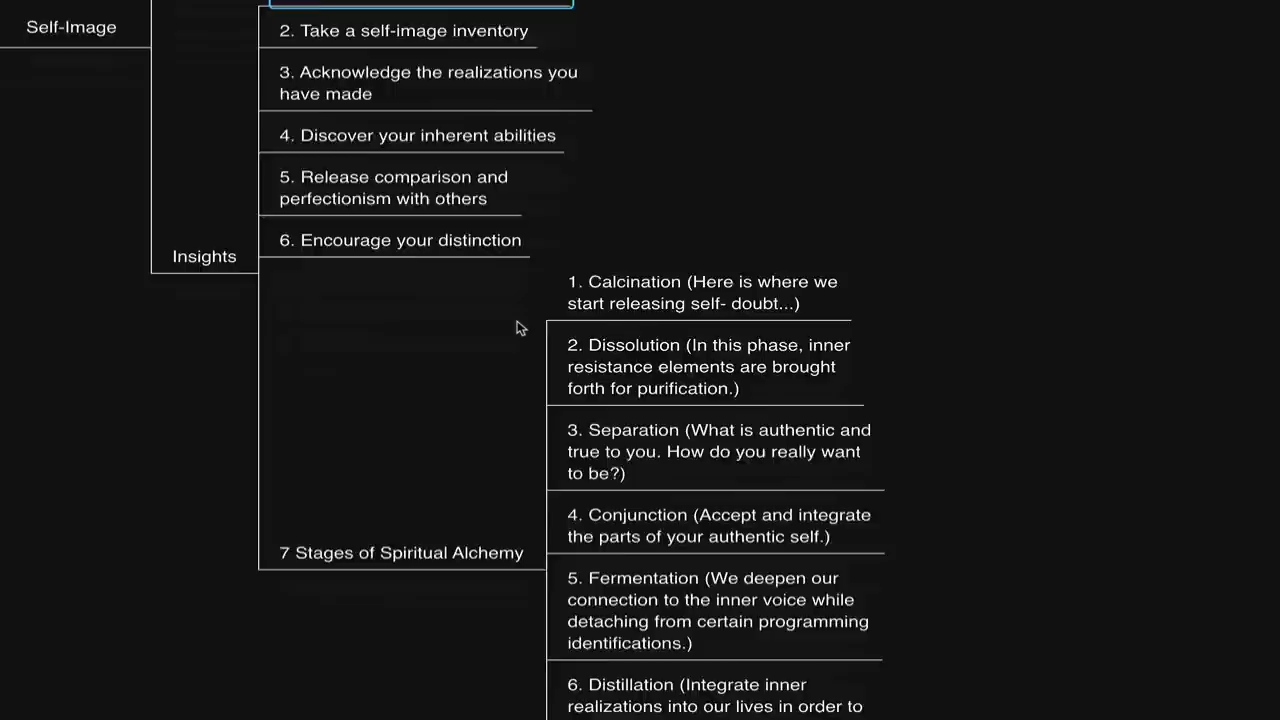 Self-Image
2. Take a self-image inventory
3. Acknowledge the realizations you
have made
4. Discover your inherent abilities
5. Release comparison and
perfectionism with others
6. Encourage your distinction
Insights
1. Calcination (Here is where we
start releasing self- doubt...)
2. Dissolution (In this phase, inner
resistance elements are brought
forth for purification.)
3. Separation (What is authentic and
true to you. How do you really want
to be?)
4. Conjunction (Accept and integrate
the parts of your authentic self.)
7 Stages of Spiritual Alchemy
5. Fermentation (We deepen our
connection to the inner voice while
detaching from certain programming
identifications.)
6. Distillation (Integrate inner
realizations into our lives in order to